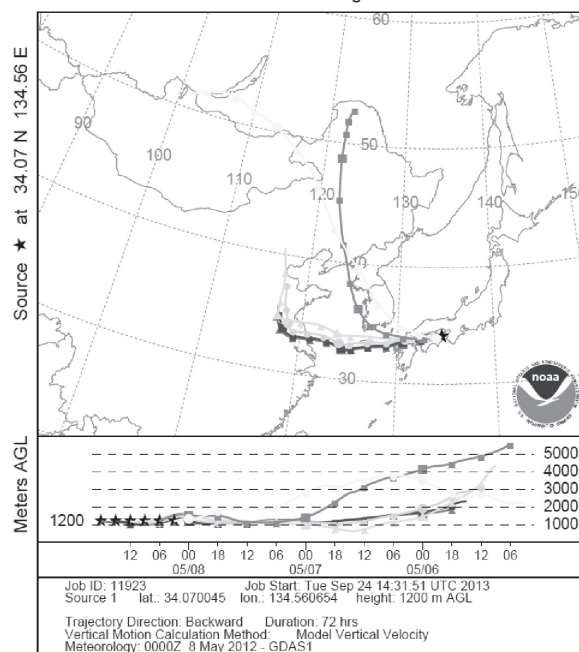 Source ★ at 34.07 N 134.56 E
60
90
100
110
120
130
140
150
50
40
30
noaa
Meters AGL
1200
5000
4000
3000
2000
1000
12 06 00 18 12 06 00 18 12 06 00 18 12 06
05/08 05/07 05/06
Job ID: 11923 Job Start: Tue Sep 24 14:31:51 UTC 2013
Source 1 lat.: 34.070045 lon.: 134.560654 height: 1200 m AGL
Trajectory Direction: Backward Duration: 72 hrs
Vertical Motion Calculation Method: Model Vertical Velocity
Meteorology: 0000Z 8 May 2012 - GDAS1